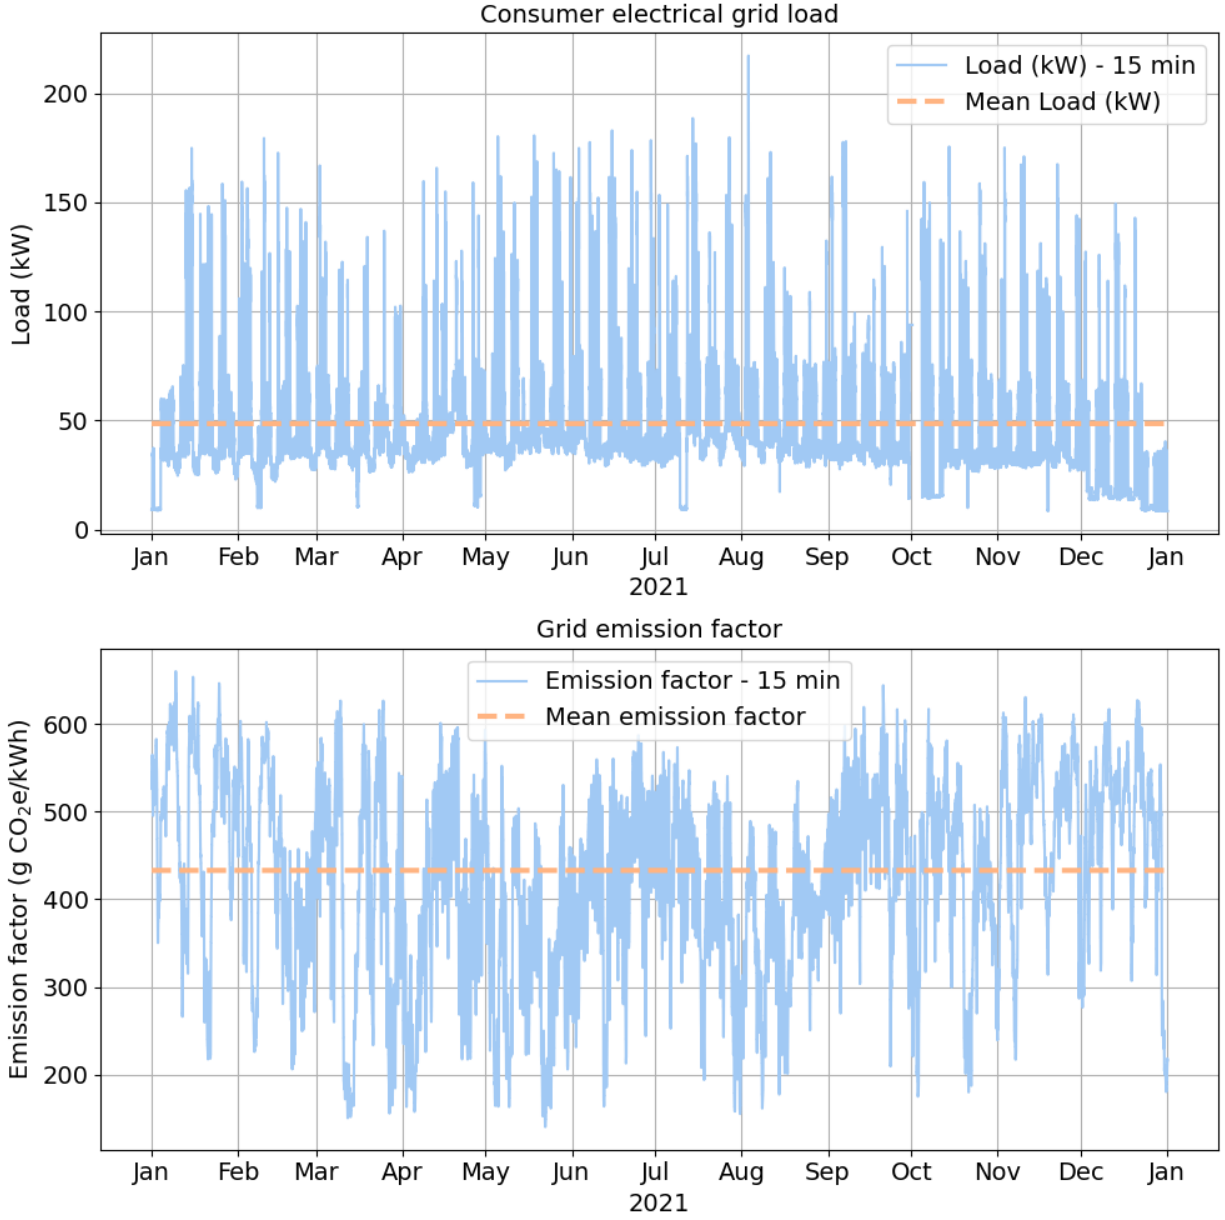 Consumer electrical grid load
Load (kW) - 15 min
Mean Load (kW)
Load (kW)
200
150
100
50
0
Jan Feb Mar Apr May Jun Jul Aug Sep Oct Nov Dec Jan
2021
Grid emission factor
Emission factor - 15 min
Mean emission factor
Emission factor (g CO₂e/kWh)
600
500
400
300
200
Jan Feb Mar Apr May Jun Jul Aug Sep Oct Nov Dec Jan
2021